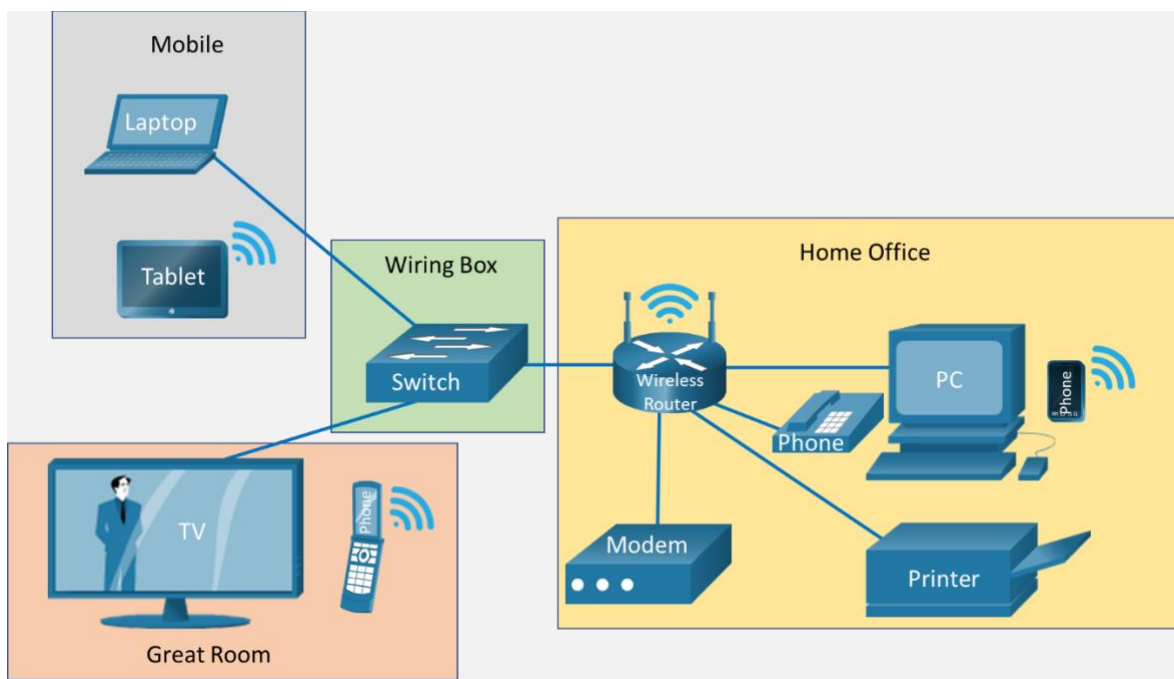 Mobile
Laptop
Tablet
Wiring Box
Switch
Home Office
Wireless
Router
PC
Phone
Phone
Modem
Printer
TV
Phone
Great Room